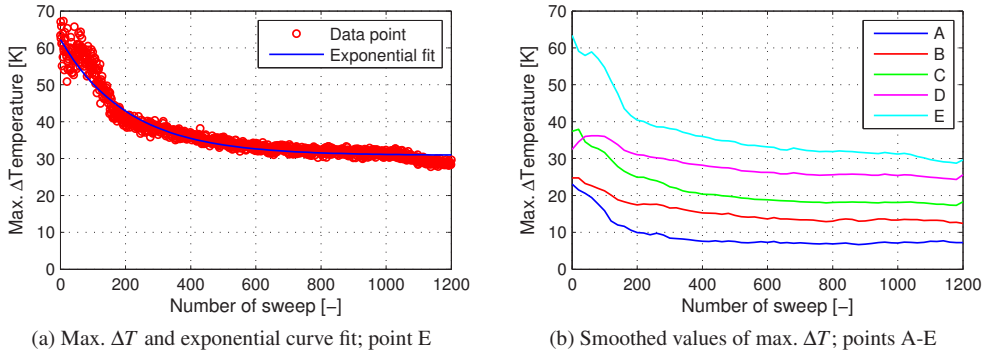 Max. ΔTemperature [K]
70
60
50
40
30
20
10
0
0 200 400 600 800 1000 1200
Number of sweep [−]
Data point
Exponential fit
(a) Max. ΔT and exponential curve fit; point E
Max. ΔTemperature [K]
70
60
50
40
30
20
10
0
0 200 400 600 800 1000 1200
Number of sweep [−]
A
B
C
D
E
(b) Smoothed values of max. ΔT; points A-E